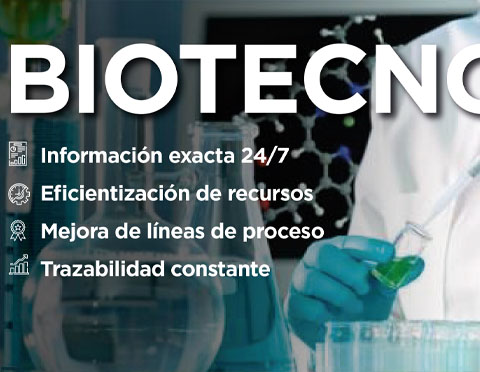 BIOTECNO
Información exacta 24/7
Eficientización de recursos
Mejora de líneas de proceso
Trazabilidad constante